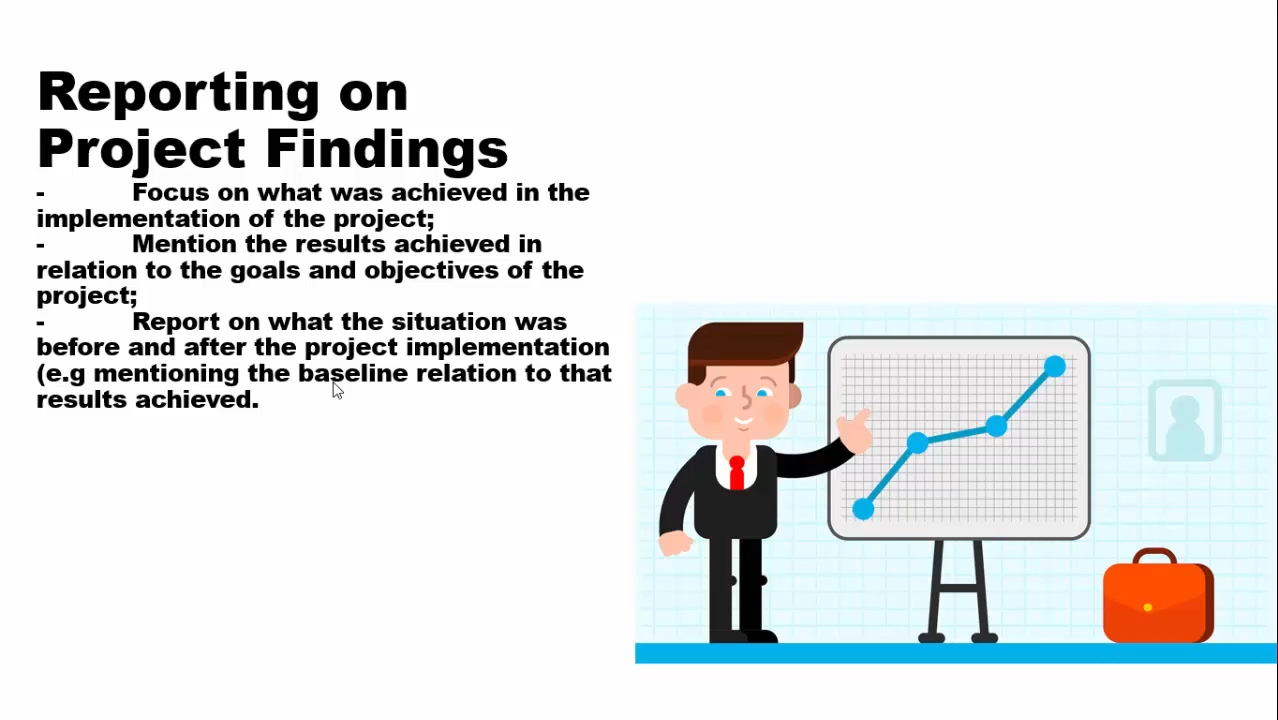 Reporting on
Project Findings
- Focus on what was achieved in the
implementation of the project;
- Mention the results achieved in
relation to the goals and objectives of the
project;
- Report on what the situation was
before and after the project implementation
(e.g mentioning the baseline relation to that
results achieved.